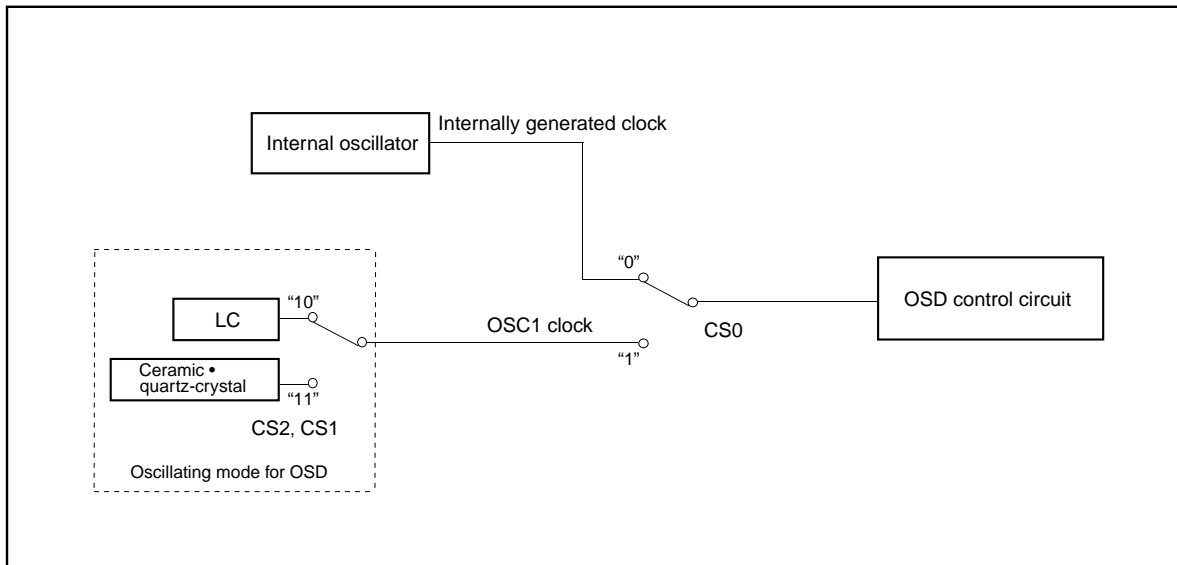 Internally generated clock
Internal oscillator
“0”
OSD control circuit
“10”
LC
OSC1 clock
CS0
“1”
Ceramic •
quartz-crystal
“11”
CS2, CS1
Oscillating mode for OSD